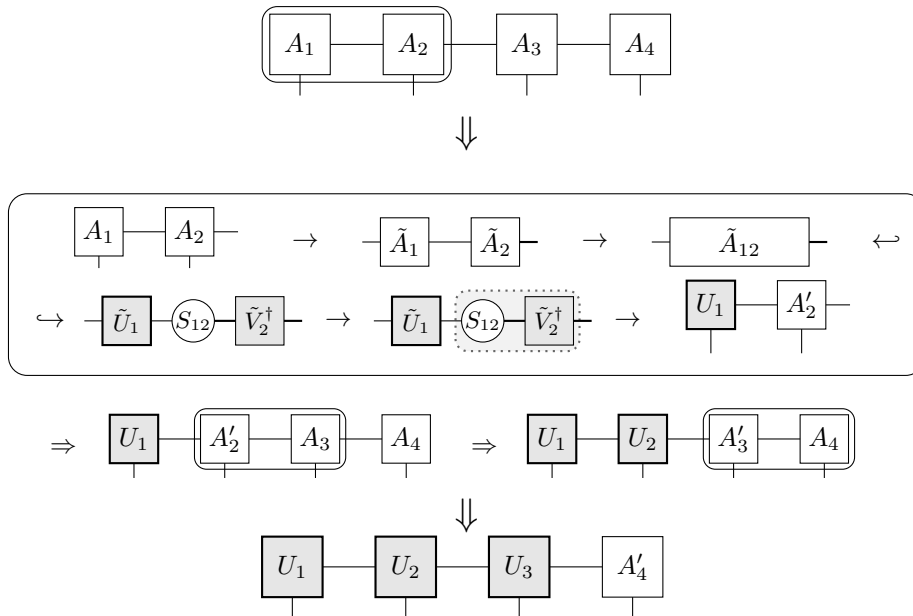 A₁ A₂ A₃ A₄
⇓
A₁ A₂ → Ã₁ Ã₂ → Ã₁₂ ↩
↪ Ũ₁ S₁₂ Ṽ₂† → Ũ₁ S₁₂ Ṽ₂† → U₁ A′₂
⇒ U₁ A′₂ A₃ A₄ ⇒ U₁ U₂ A′₃ A₄
⇓
U₁ U₂ U₃ A′₄